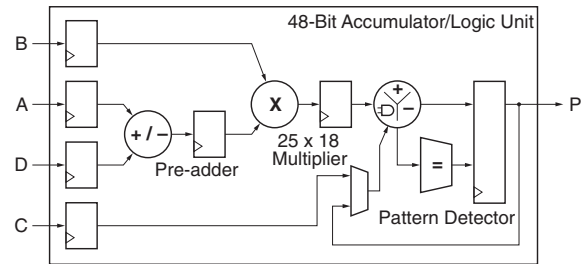 48-Bit Accumulator/Logic Unit
B
A
D
C
+ / –
Pre-adder
X
25 x 18
Multiplier
+
–
=
Pattern Detector
P